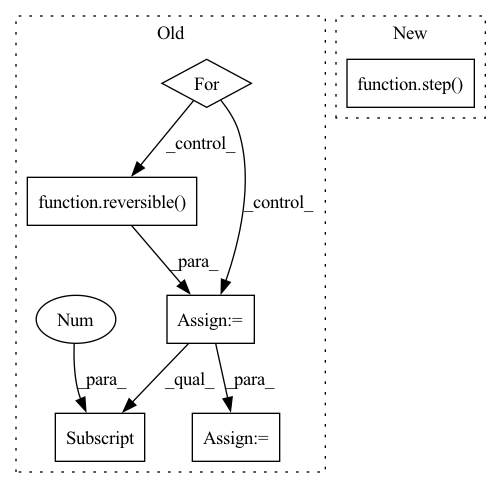 Old
New
For
function.step()
_control_
function.reversible()
_control_
_para_
Num
Assign:=
_para_
_qual_
_para_
Subscript
Assign:=